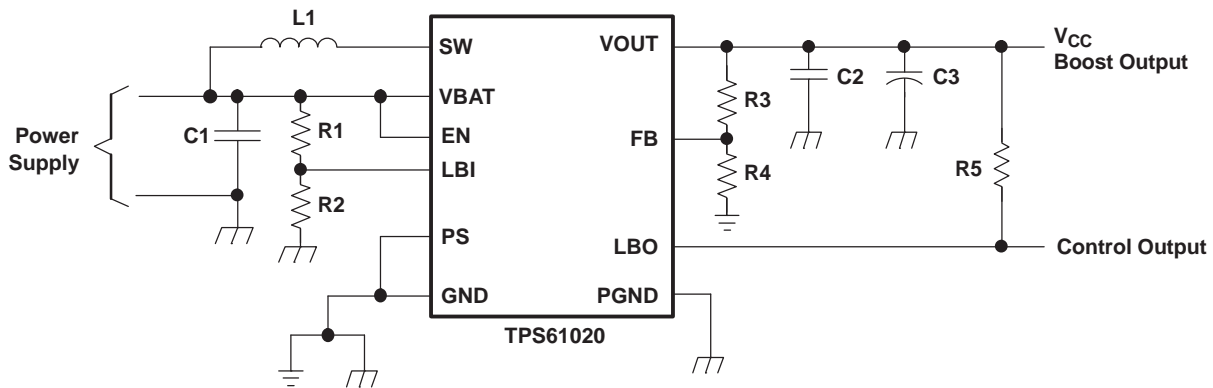 L1
SW
VOUT
VCC
Boost Output
Power
Supply
C1
R1
R2
VBAT
EN
LBI
PS
GND
FB
LBO
PGND
R3
R4
C2
C3
R5
Control Output
TPS61020